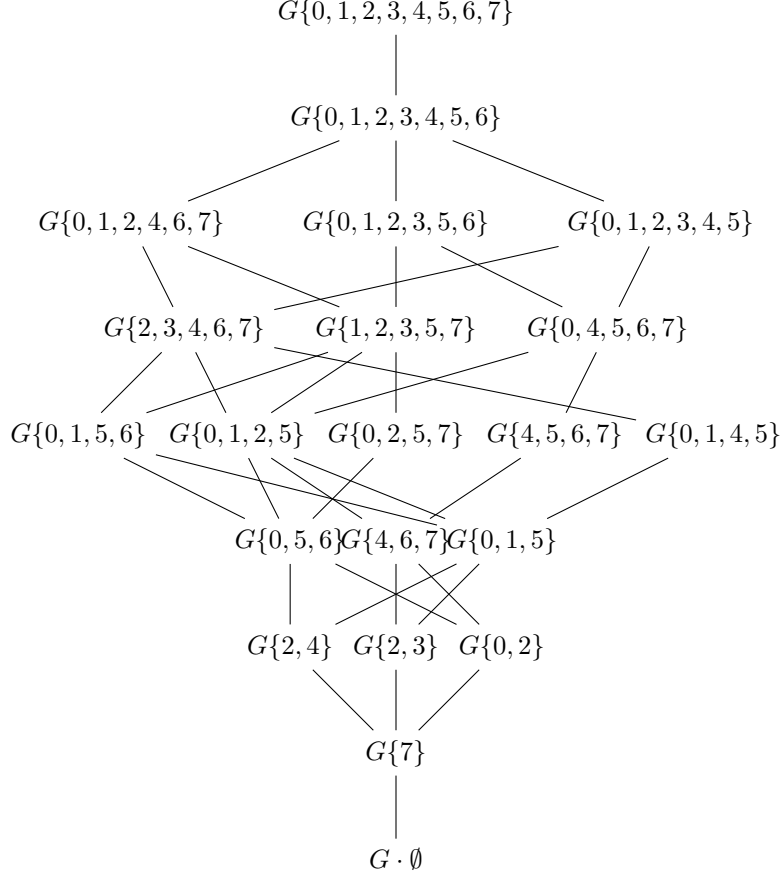 G{0, 1, 2, 3, 4, 5, 6, 7}
G{0, 1, 2, 3, 4, 5, 6}
G{0, 1, 2, 4, 6, 7} G{0, 1, 2, 3, 5, 6} G{0, 1, 2, 3, 4, 5}
G{2, 3, 4, 6, 7} G{1, 2, 3, 5, 7} G{0, 4, 5, 6, 7}
G{0, 1, 5, 6} G{0, 1, 2, 5} G{0, 2, 5, 7} G{4, 5, 6, 7} G{0, 1, 4, 5}
G{0, 5, 6} G{4, 6, 7} G{0, 1, 5}
G{2, 4} G{2, 3} G{0, 2}
G{7}
G · ∅